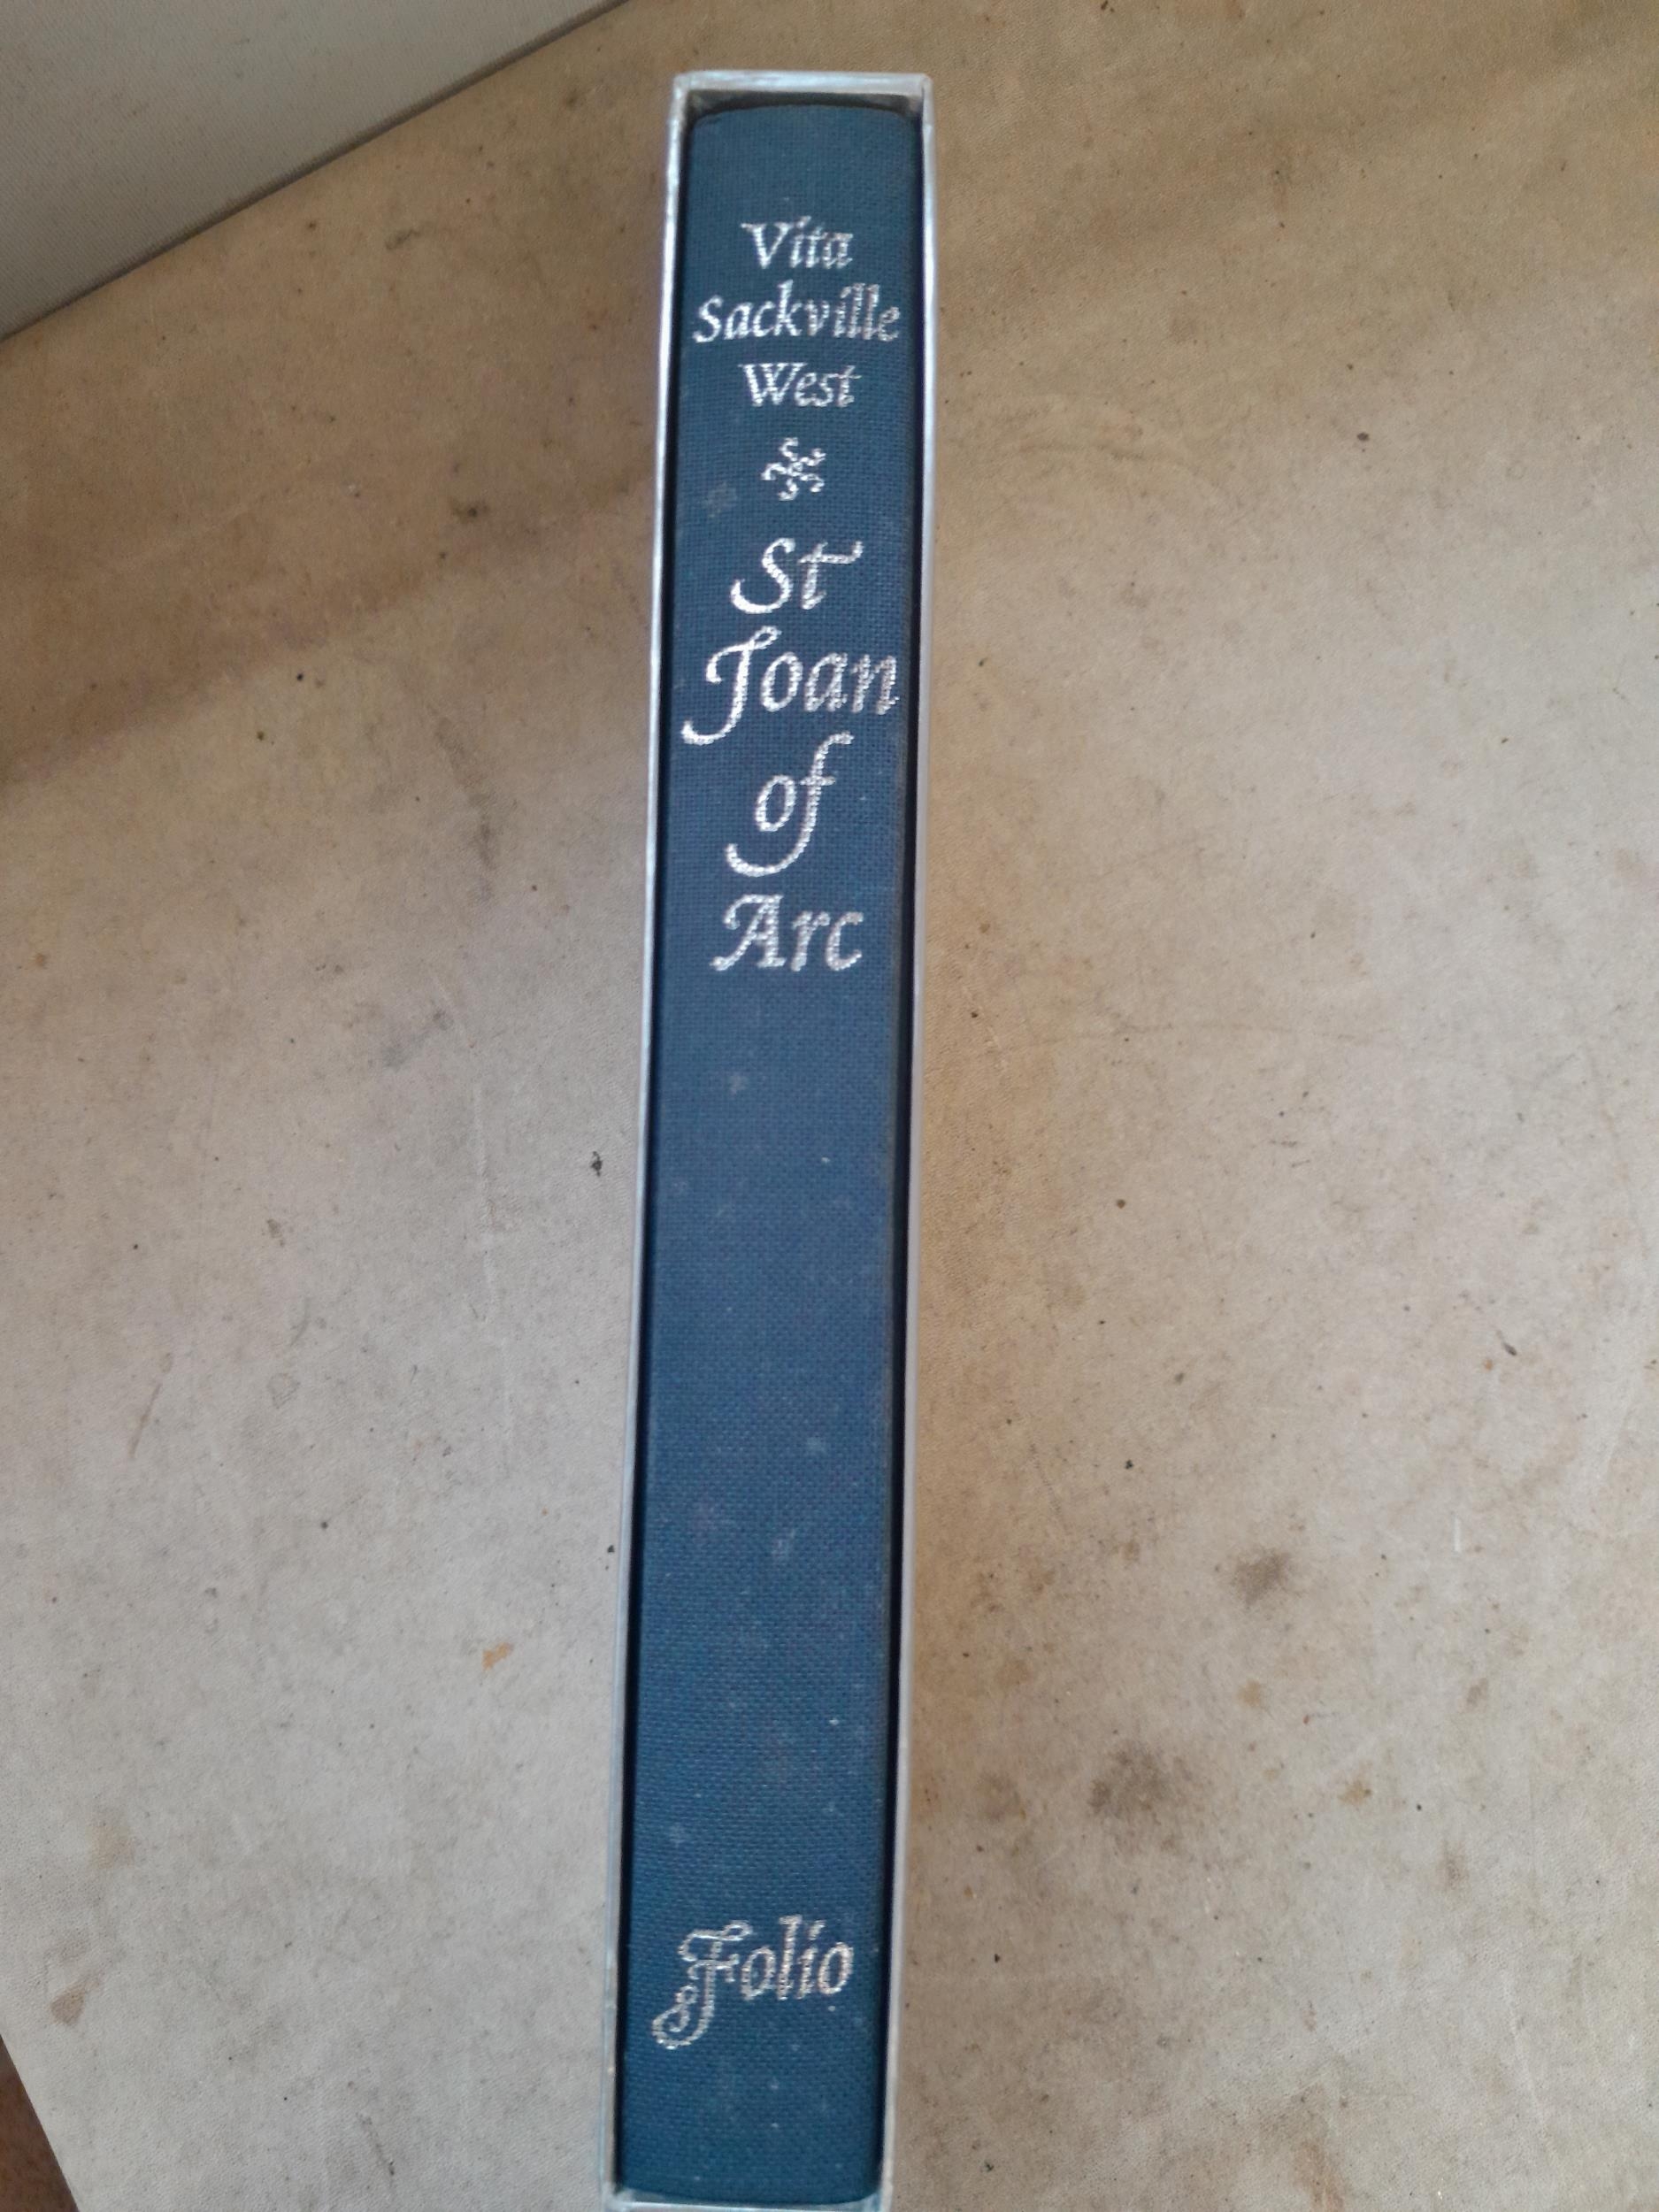 Vita
Sackville
West
St
Joan
of
Arc
Folio